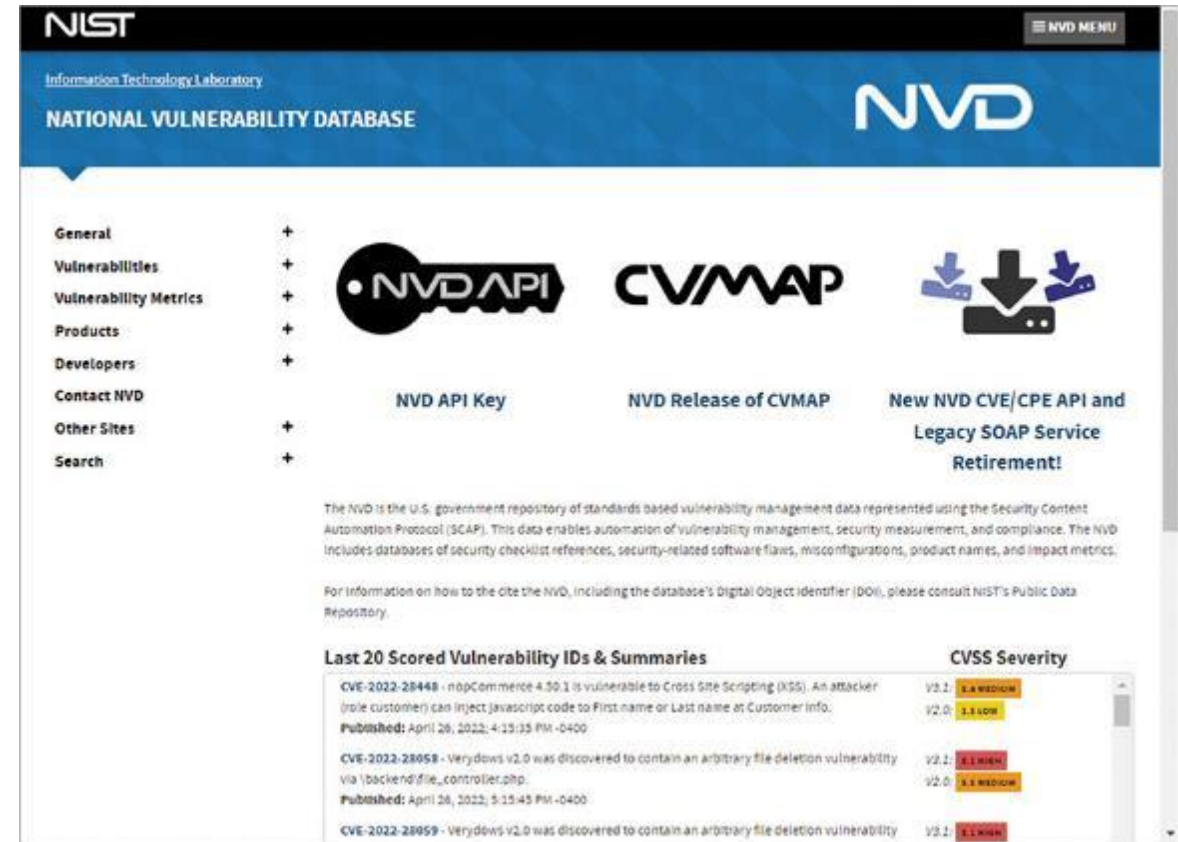 NIST
NVD MENU
Information Technology Laboratory
NATIONAL VULNERABILITY DATABASE
NVD
General +
Vulnerabilities +
Vulnerability Metrics +
Products +
Developers +
Contact NVD
Other Sites +
Search +
NVD API
CVMAP
NVD API Key
NVD Release of CVMAP
New NVD CVE/CPE API and
Legacy SOAP Service
Retirement!
The NVD is the U.S. government repository of standards based vulnerability management data represented using the Security Content
Automation Protocol (SCAP). This data enables automation of vulnerability management, security measurement, and compliance. The NVD
includes databases of security checklist references, security-related software flaws, misconfigurations, product names, and impact metrics.
For information on how to the cite the NVD, including the database's Digital Object Identifier (DOI), please consult NIST's Public Data
Repository.
Last 20 Scored Vulnerability IDs & Summaries
CVSS Severity
CVE-2022-28448 - nopCommerce 4.50.1 is vulnerable to Cross Site Scripting (XSS). An attacker
(role customer) can inject javascript code to First name or Last name at Customer Info.
Published: April 26, 2022; 4:15:35 PM -0400
V3.1: MEDIUM
V2.0: LOW
CVE-2022-28058 - Verydows v2.0 was discovered to contain an arbitrary file deletion vulnerability
via \backend\file_controller.php.
Published: April 26, 2022; 5:15:45 PM -0400
V3.1: HIGH
V2.0: MEDIUM
CVE-2022-28059 - Verydows v2.0 was discovered to contain an arbitrary file deletion vulnerability
V3.1: HIGH